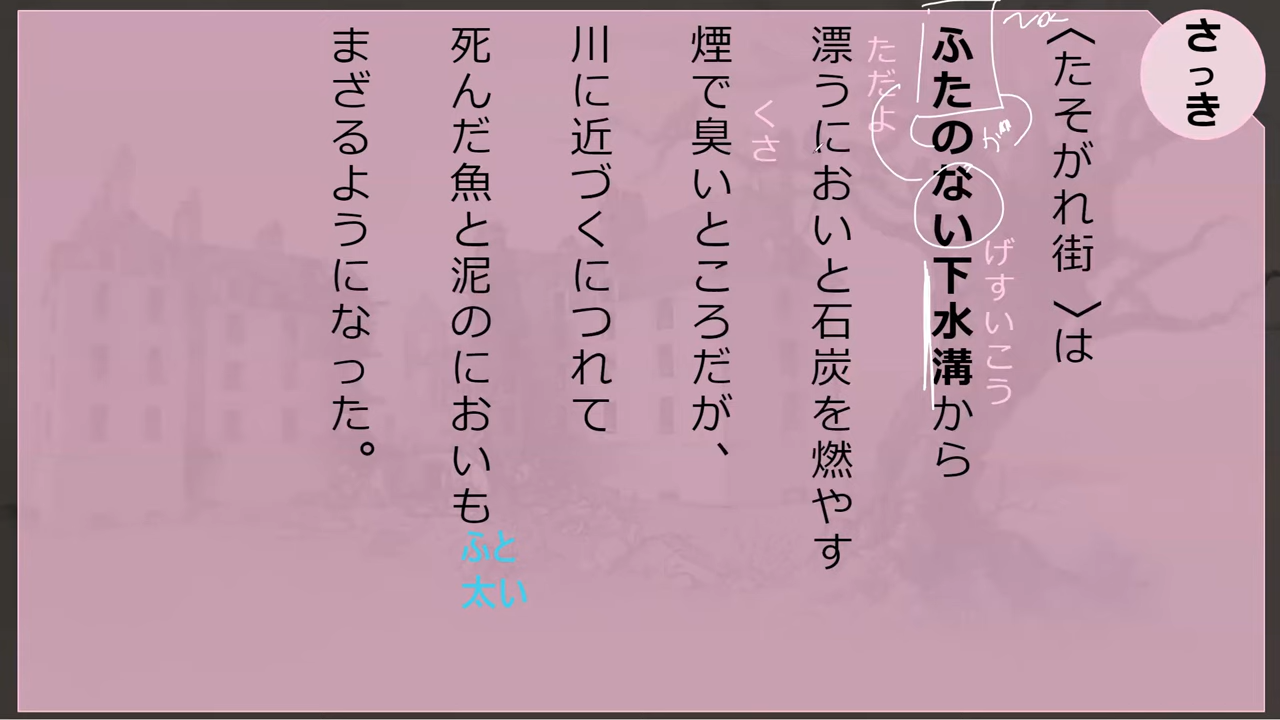 さっき
〈たそがれ街 〉は
げすいこう
ふたのない下水溝から
が
ただよ
漂うにおいと石炭を燃やす
くさ
煙で臭いところだが、
川に近づくにつれて
死んだ魚と泥のにおいも
ふと
太い
まざるようになった。